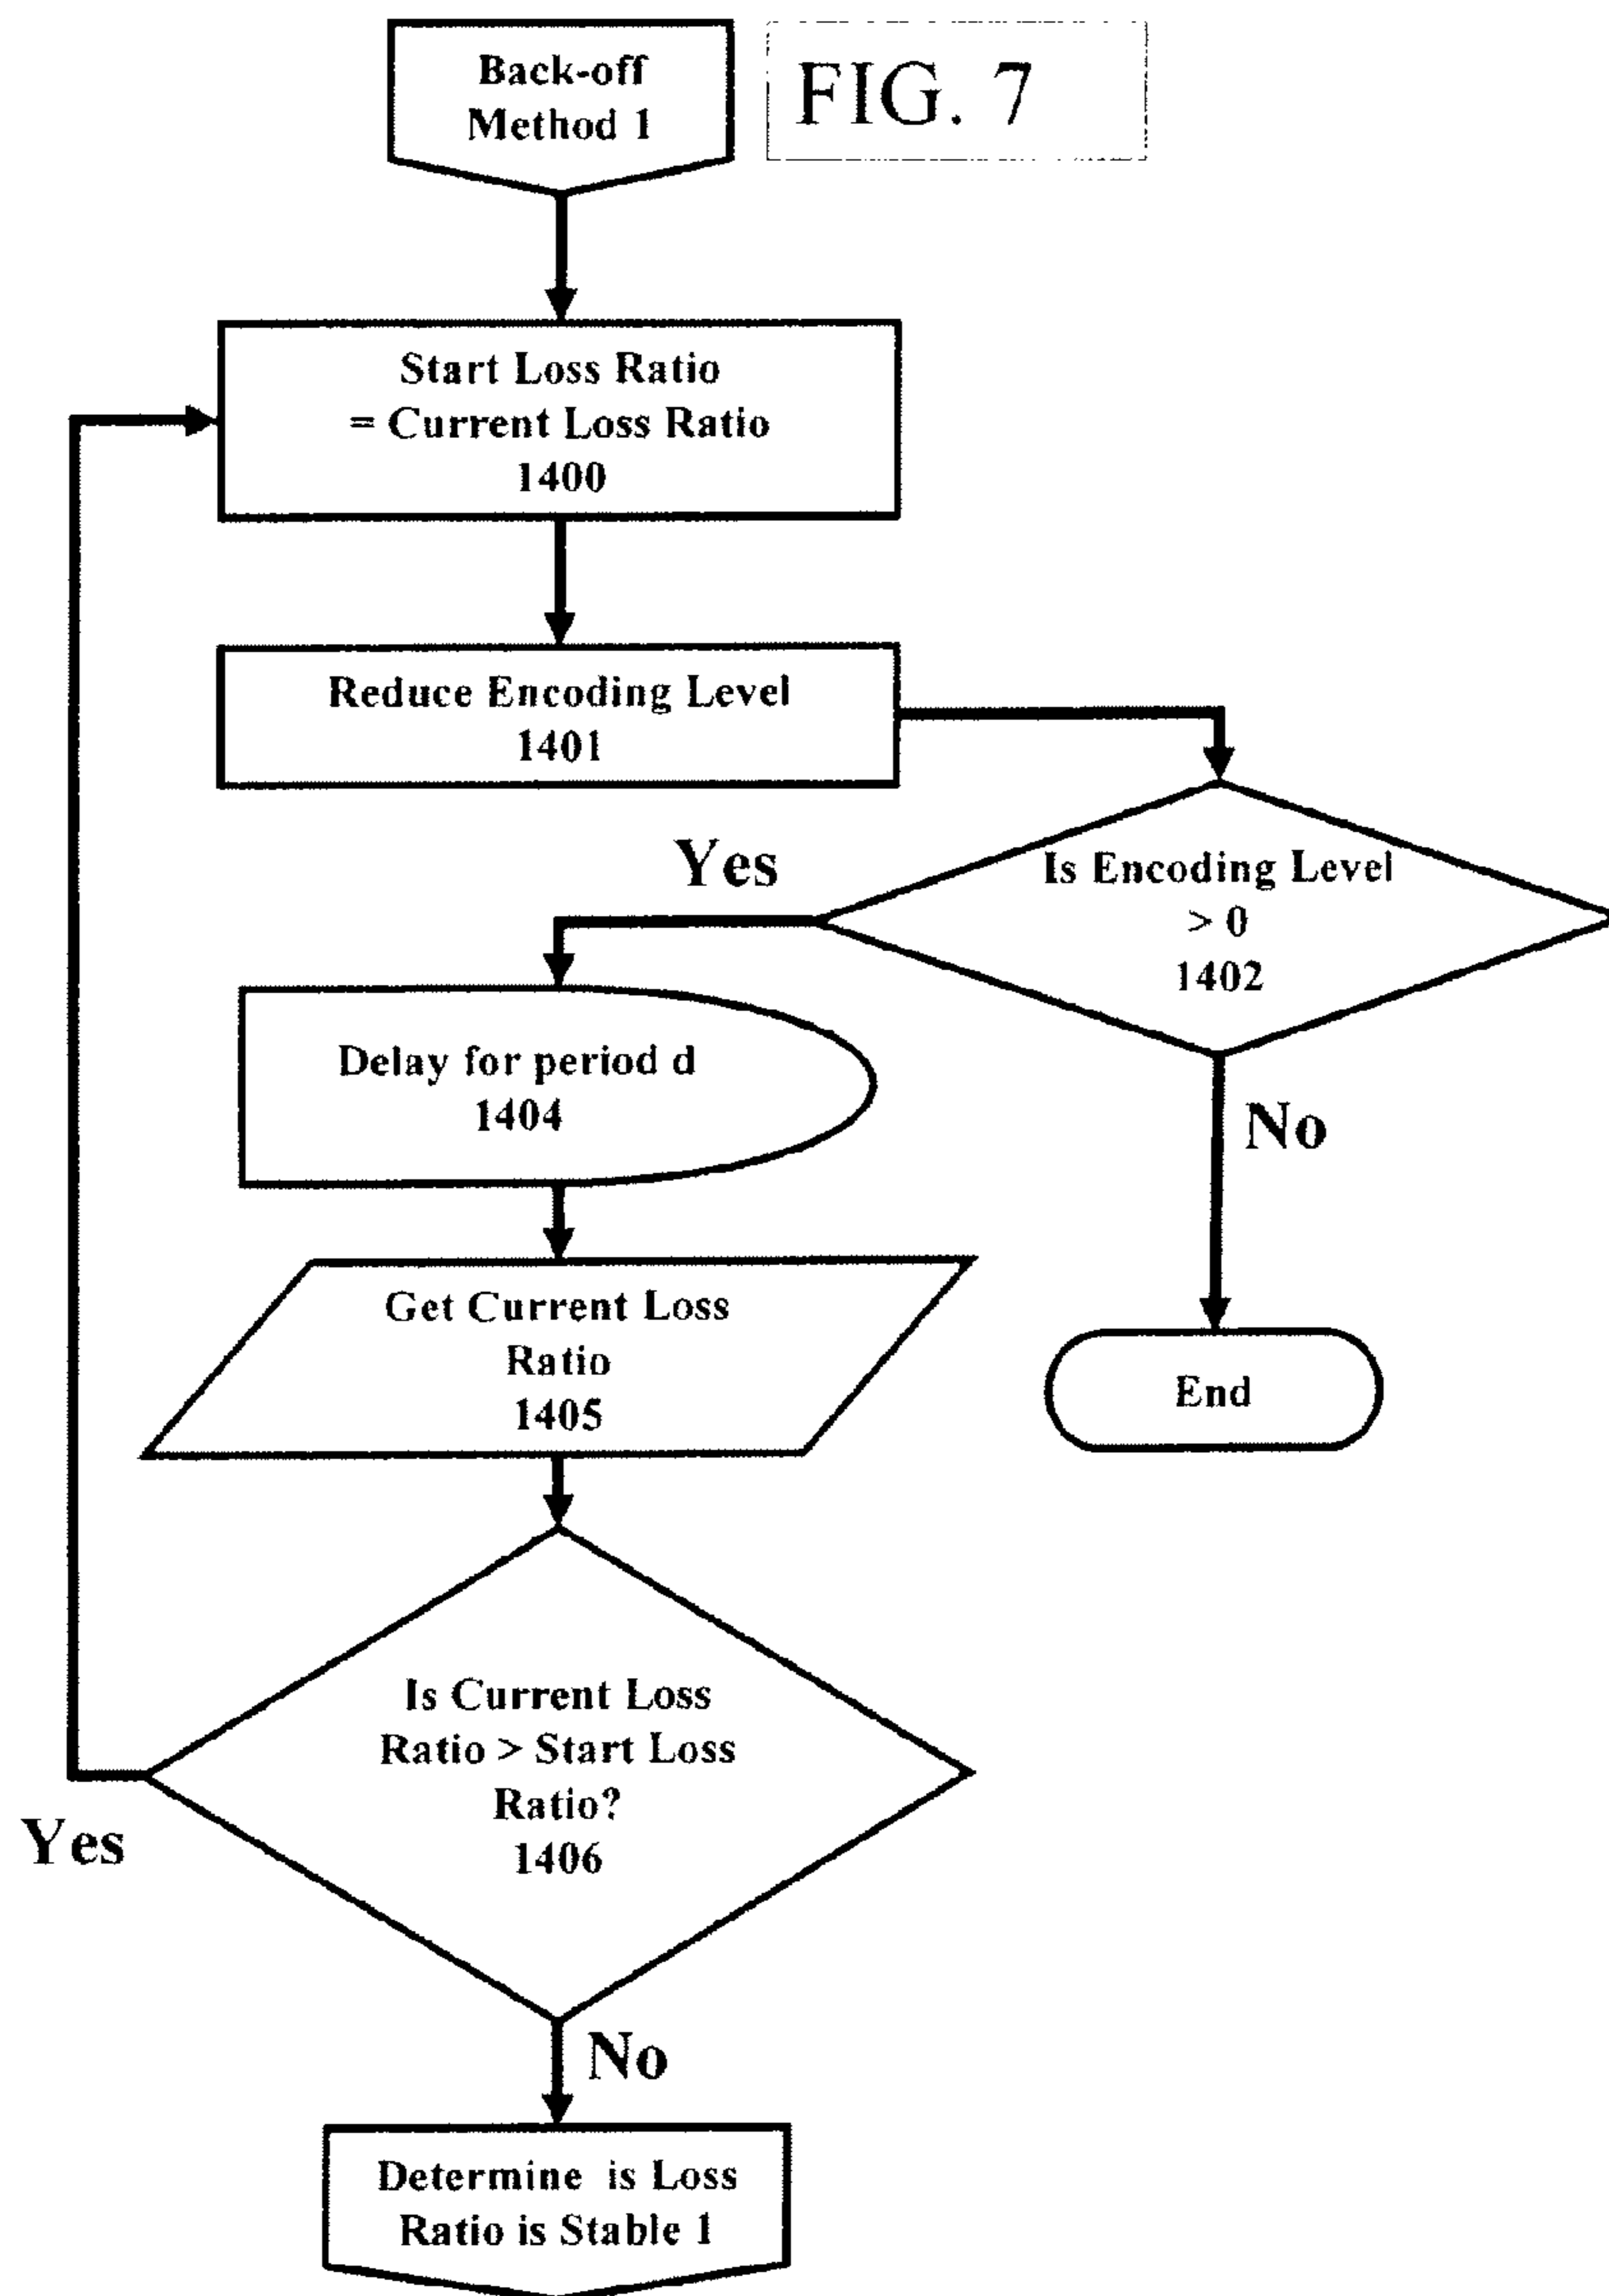 Back-off
Method 1
FIG. 7
Start Loss Ratio
= Current Loss Ratio
1400
Reduce Encoding Level
1401
Yes
Is Encoding Level
> 0
1402
Delay for period d
1404
No
Get Current Loss
Ratio
1405
End
Is Current Loss
Ratio > Start Loss
Ratio?
1406
Yes
No
Determine is Loss
Ratio is Stable 1